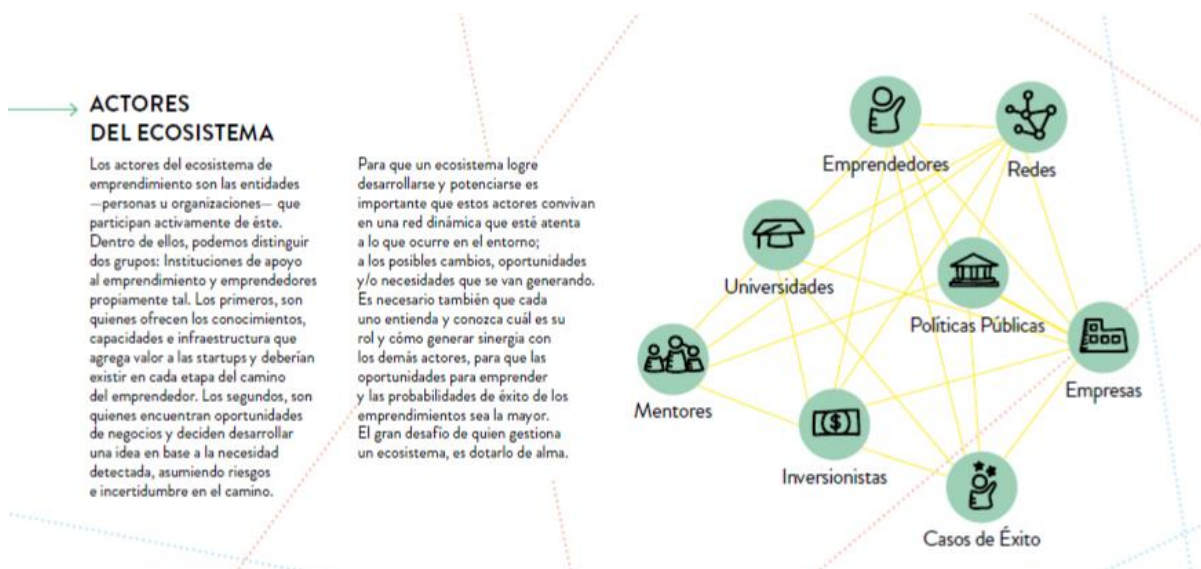 ACTORES
DEL ECOSISTEMA
Los actores del ecosistema de
emprendimiento son las entidades
—personas u organizaciones— que
participan activamente de éste.
Dentro de ellos, podemos distinguir
dos grupos: Instituciones de apoyo
al emprendimiento y emprendedores
propiamente tal. Los primeros, son
quienes ofrecen los conocimientos,
capacidades e infraestructura que
agrega valor a las startups y deberían
existir en cada etapa del camino
del emprendedor. Los segundos, son
quienes encuentran oportunidades
de negocios y deciden desarrollar
una idea en base a la necesidad
detectada, asumiendo riesgos
e incertidumbre en el camino.
Para que un ecosistema logre
desarrollarse y potenciarse es
importante que estos actores convivan
en una red dinámica que esté atenta
a lo que ocurre en el entorno;
a los posibles cambios, oportunidades
y/o necesidades que se van generando.
Es necesario también que cada
uno entienda y conozca cuál es su
rol y cómo generar sinergia con
los demás actores, para que las
oportunidades para emprender
y las probabilidades de éxito de los
emprendimientos sea la mayor.
El gran desafío de quien gestiona
un ecosistema, es dotarlo de alma.
Emprendedores
Redes
Universidades
Políticas Públicas
Mentores
Empresas
$
Inversionistas
Casos de Éxito